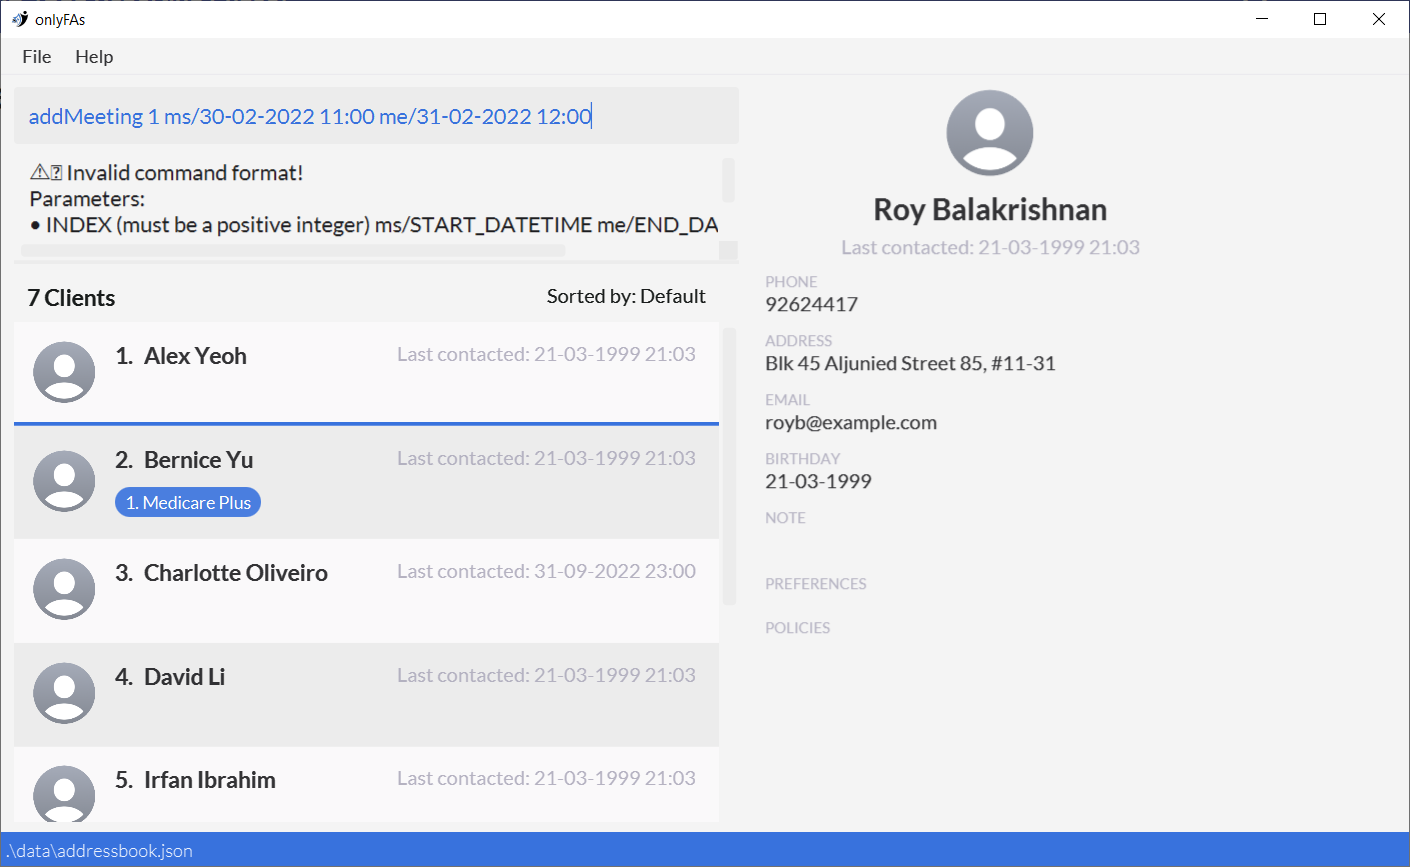 onlyFAs
File Help
addMeeting 1 ms/30-02-2022 11:00 me/31-02-2022 12:00
⚠ Invalid command format!
Parameters:
• INDEX (must be a positive integer) ms/START_DATETIME me/END_DA
7 Clients
Sorted by: Default
1. Alex Yeoh
Last contacted: 21-03-1999 21:03
2. Bernice Yu
Last contacted: 21-03-1999 21:03
1. Medicare Plus
3. Charlotte Oliveiro
Last contacted: 31-09-2022 23:00
4. David Li
Last contacted: 21-03-1999 21:03
5. Irfan Ibrahim
Last contacted: 21-03-1999 21:03
Roy Balakrishnan
Last contacted: 21-03-1999 21:03
PHONE
92624417
ADDRESS
Blk 45 Aljunied Street 85, #11-31
EMAIL
royb@example.com
BIRTHDAY
21-03-1999
NOTE
PREFERENCES
POLICIES
.\data\addressbook.json